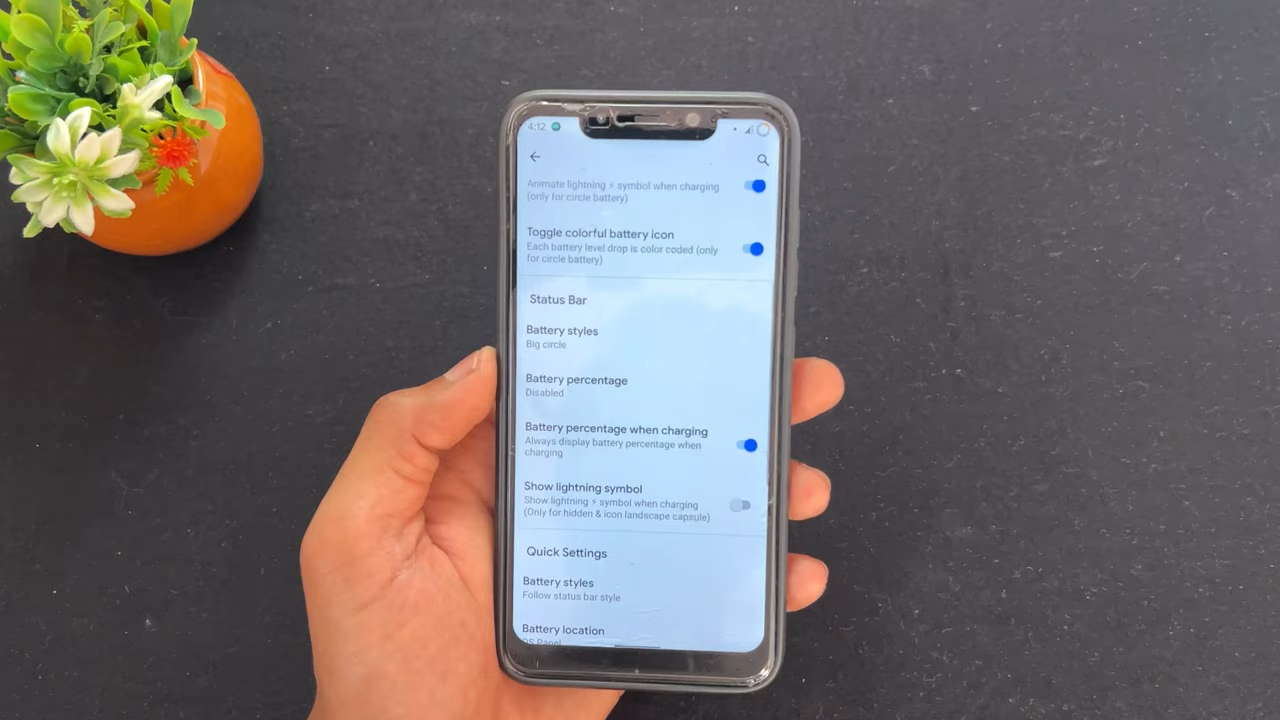 4:12
Animate lightning ⚡ symbol when charging
(only for circle battery)
Toggle colorful battery icon
Each battery level drop is color coded (only
for circle battery)
Status Bar
Battery styles
Big circle
Battery percentage
Disabled
Battery percentage when charging
Always display battery percentage when
charging
Show lightning symbol
Show lightning ⚡ symbol when charging
(Only for hidden & icon landscape capsule)
Quick Settings
Battery styles
Follow status bar style
Battery location
QS Panel